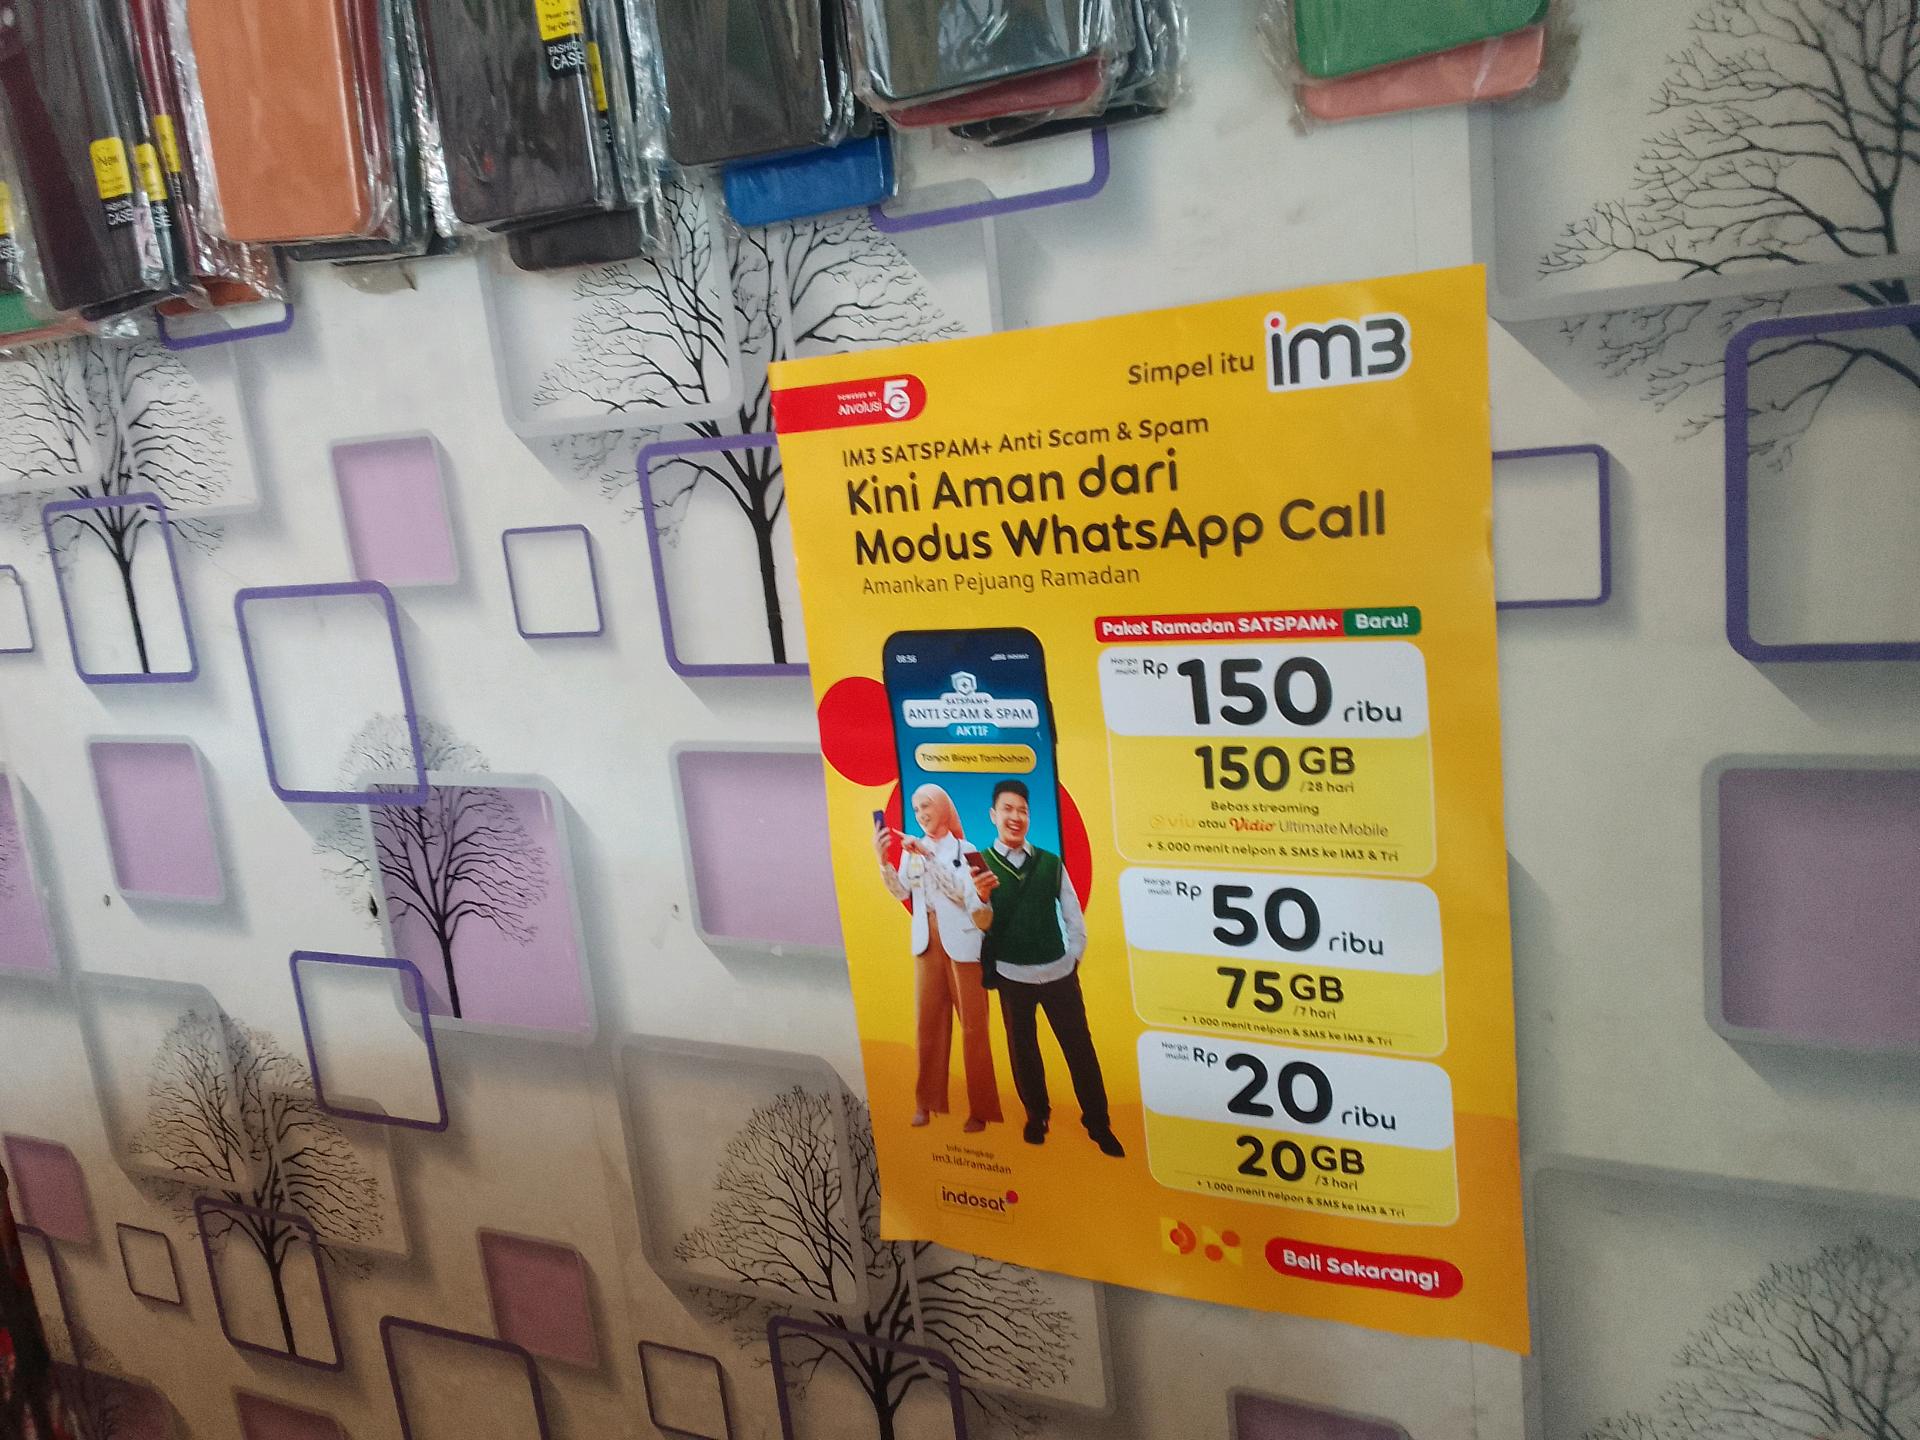 FASHION
CASE
New
CASE
Simpel itu im3
POWERED BY
AIvolusi 5G
IM3 SATSPAM+ Anti Scam & Spam
Kini Aman dari
Modus WhatsApp Call
Amankan Pejuang Ramadan
Paket Ramadan SATSPAM+ Baru!
Harga mulai Rp 150 ribu
150 GB /28 hari
Bebas streaming
viu atau Vidio Ultimate Mobile
+ 5.000 menit nelpon & SMS ke IM3 & Tri
Harga mulai Rp 50 ribu
75 GB /7 hari
+ 1.000 menit nelpon & SMS ke IM3 & Tri
Harga mulai Rp 20 ribu
20 GB /3 hari
+ 1.000 menit nelpon & SMS ke IM3 & Tri
08.56
SATSPAM+
ANTI SCAM & SPAM
AKTIF
Tanpa Biaya Tambahan
Info lengkap
im3.id/ramadan
indosat
Beli Sekarang!